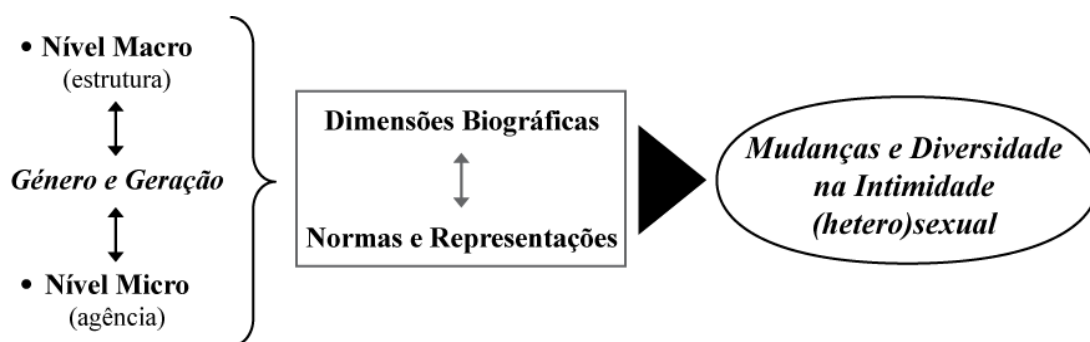 • Nível Macro
(estrutura)
Género e Geração
• Nível Micro
(agência)
Dimensões Biográficas
Normas e Representações
Mudanças e Diversidade
na Intimidade
(hetero)sexual